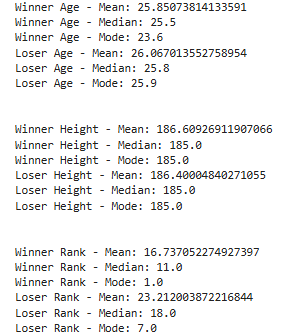 Winner Age - Mean: 25.85073814133591
Winner Age - Median: 25.5
Winner Age - Mode: 23.6
Loser Age - Mean: 26.067013552758954
Loser Age - Median: 25.8
Loser Age - Mode: 25.9
Winner Height - Mean: 186.60926911907066
Winner Height - Median: 185.0
Winner Height - Mode: 185.0
Loser Height - Mean: 186.40004840271055
Loser Height - Median: 185.0
Loser Height - Mode: 185.0
Winner Rank - Mean: 16.737052274927397
Winner Rank - Median: 11.0
Winner Rank - Mode: 1.0
Loser Rank - Mean: 23.212003872216844
Loser Rank - Median: 18.0
Loser Rank - Mode: 7.0